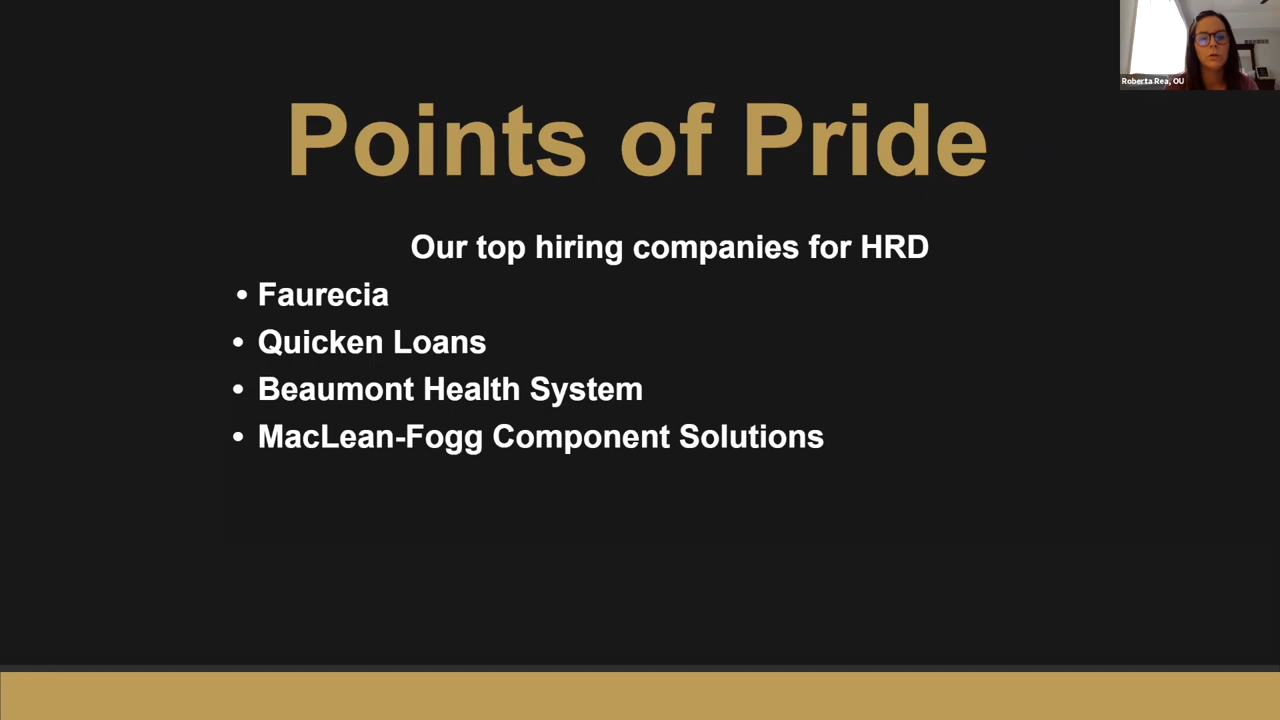 Roberta Rea, OU
Points of Pride
Our top hiring companies for HRD
• Faurecia
• Quicken Loans
• Beaumont Health System
• MacLean-Fogg Component Solutions